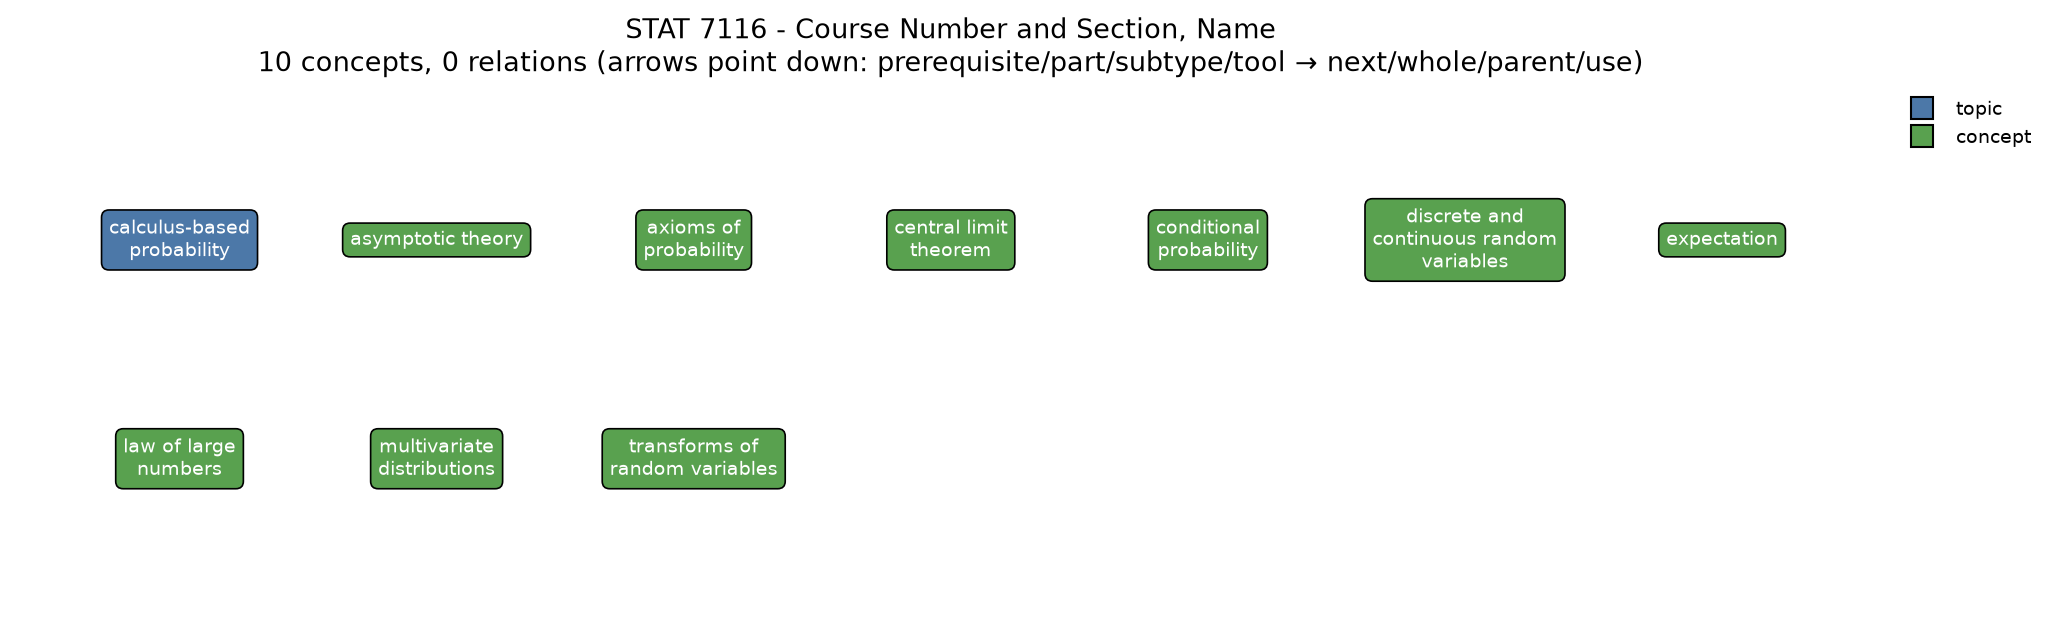 STAT 7116 - Course Number and Section, Name
10 concepts, 0 relations (arrows point down: prerequisite/part/subtype/tool → next/whole/parent/use)
topic
concept
calculus-based
probability
asymptotic theory
axioms of
probability
central limit
theorem
conditional
probability
discrete and
continuous random
variables
expectation
law of large
numbers
multivariate
distributions
transforms of
random variables